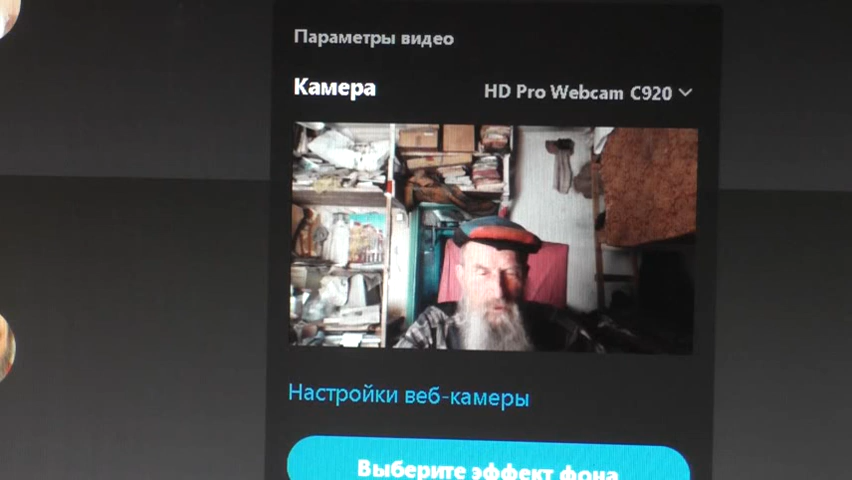 Параметры видео
Камера
HD Pro Webcam C920
Настройки веб-камеры
Выберите эффект фона